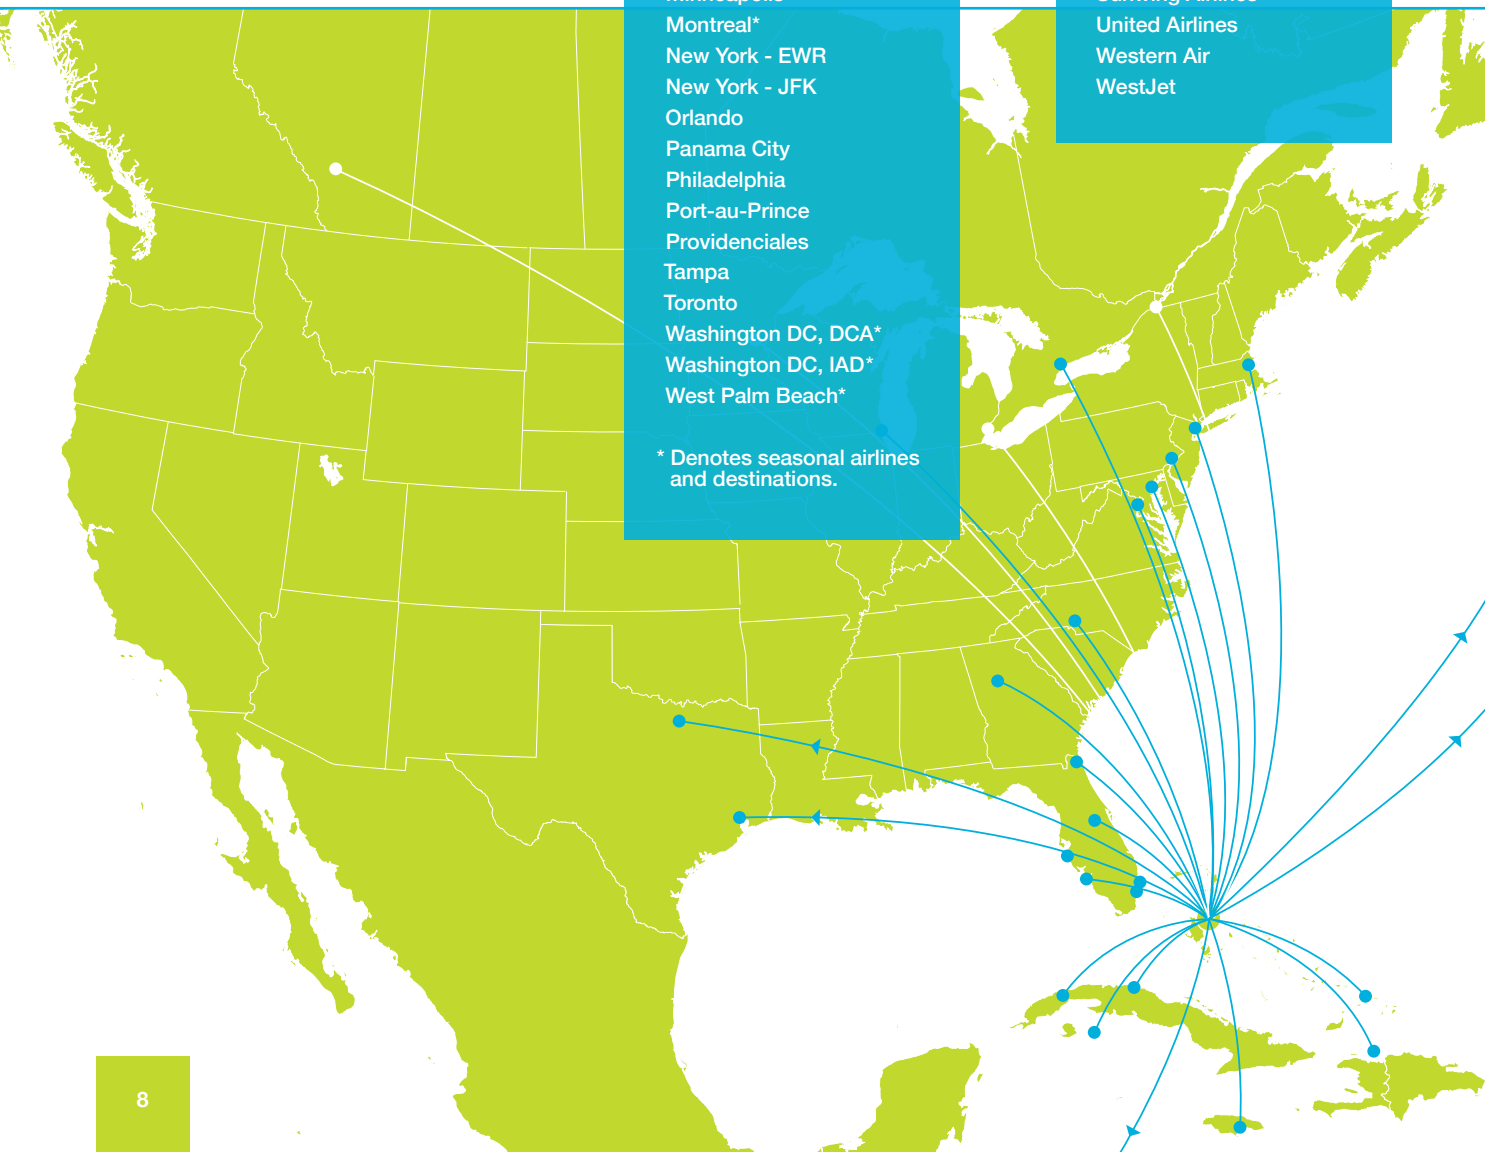 Montreal*
New York - EWR
New York - JFK
Orlando
Panama City
Philadelphia
Port-au-Prince
Providenciales
Tampa
Toronto
Washington DC, DCA*
Washington DC, IAD*
West Palm Beach*
* Denotes seasonal airlines
and destinations.
United Airlines
Western Air
WestJet
8